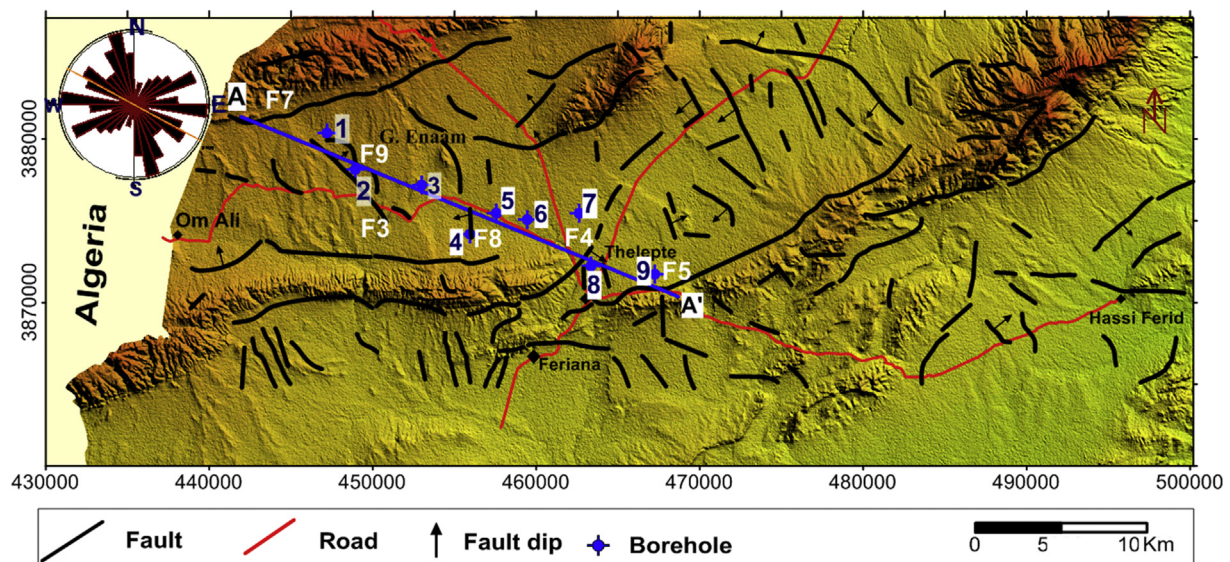 N
W
E
S
A
F7
1
G. Enaam
F9
2
3
F3
5
6
7
4
F8
F4
Thelepte
9
F5
8
A'
Om Ali
Algeria
Feriana
Hassi Ferid
3880000
3870000
430000 440000 450000 460000 470000 480000 490000 500000
N
Fault Road Fault dip Borehole
0 5 10 Km